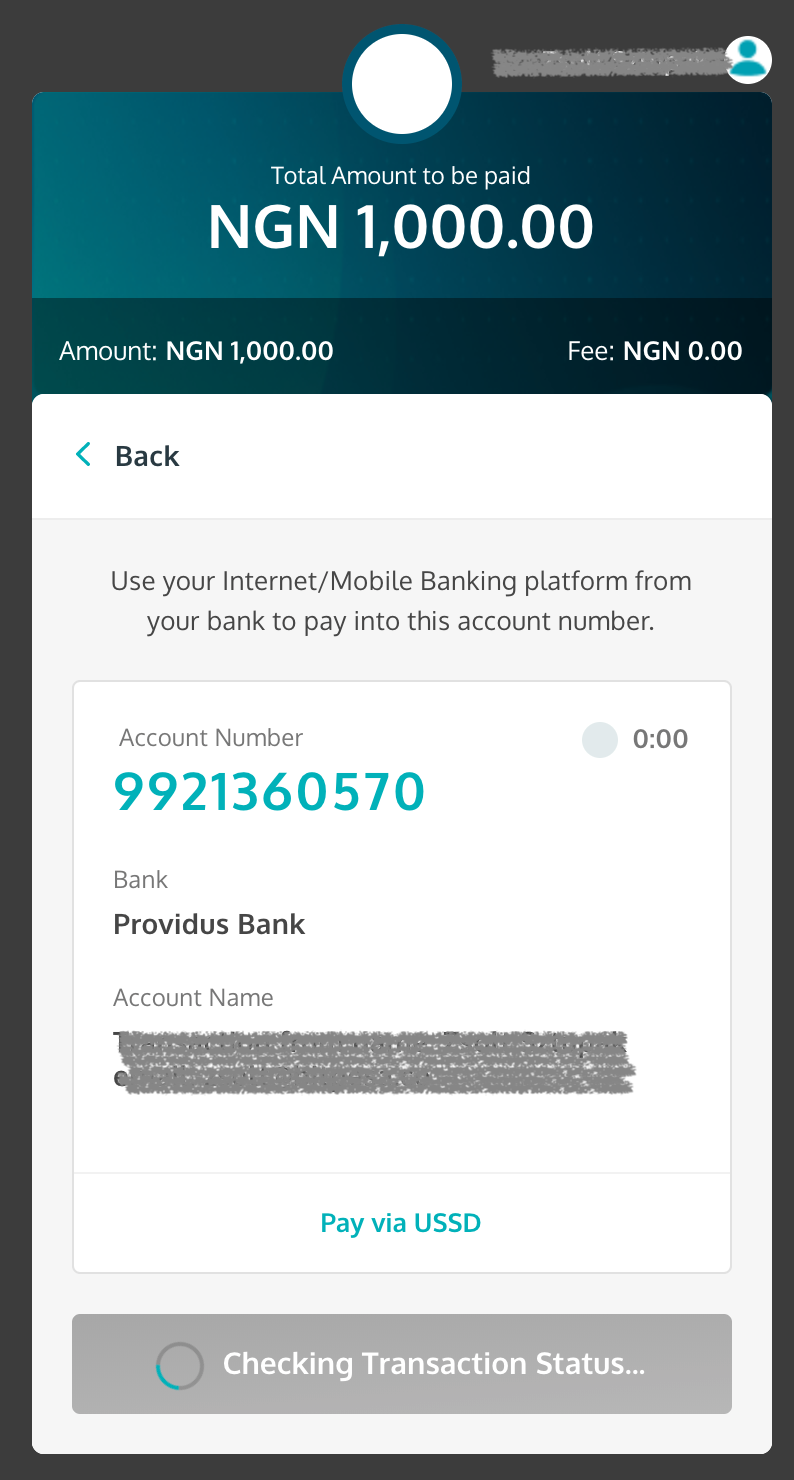 Total Amount to be paid
NGN 1,000.00
Amount: NGN 1,000.00
Fee: NGN 0.00
Back
Use your Internet/Mobile Banking platform from
your bank to pay into this account number.
Account Number
0:00
9921360570
Bank
Providus Bank
Account Name
Pay via USSD
Checking Transaction Status...